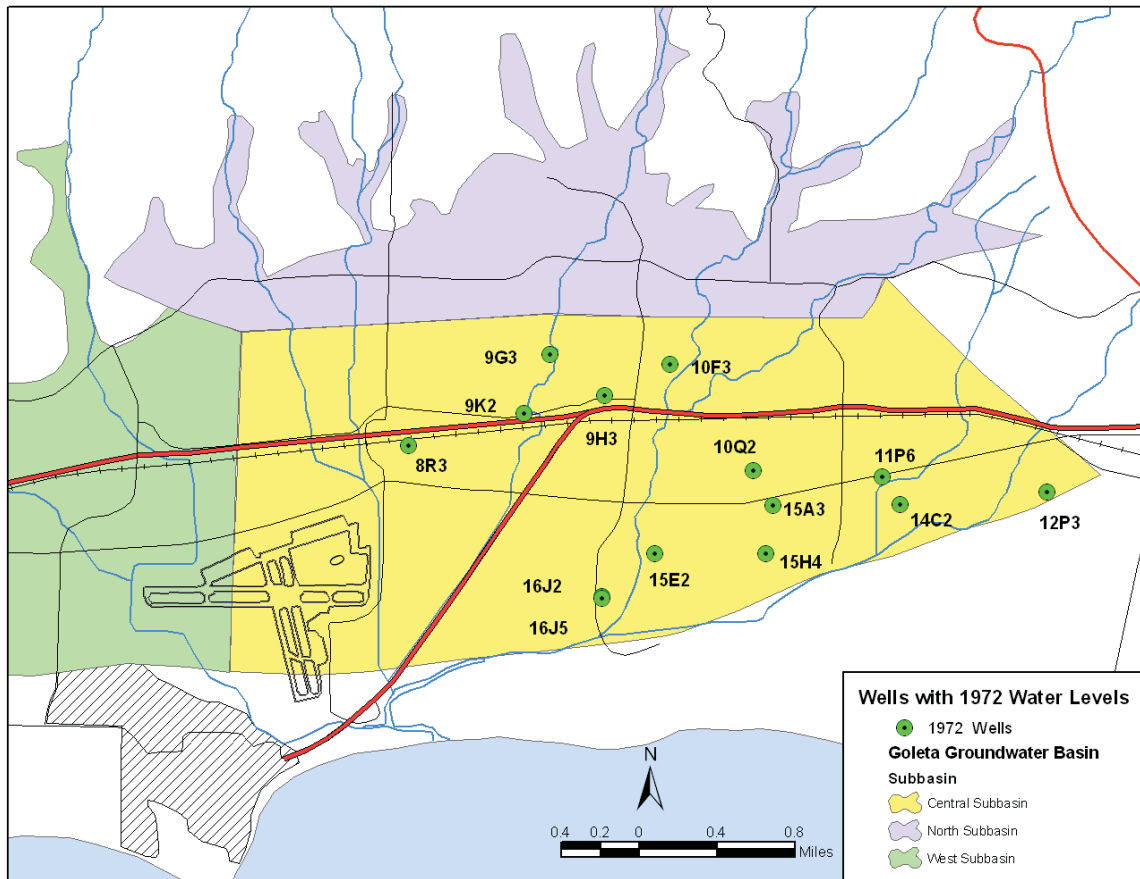 9G3
10F3
9K2
9H3
8R3
10Q2
11P6
15A3
14C2
12P3
15E2
15H4
16J2
16J5
N
0.4 0.2 0 0.4 0.8
Miles
Wells with 1972 Water Levels
1972 Wells
Goleta Groundwater Basin
Subbasin
Central Subbasin
North Subbasin
West Subbasin